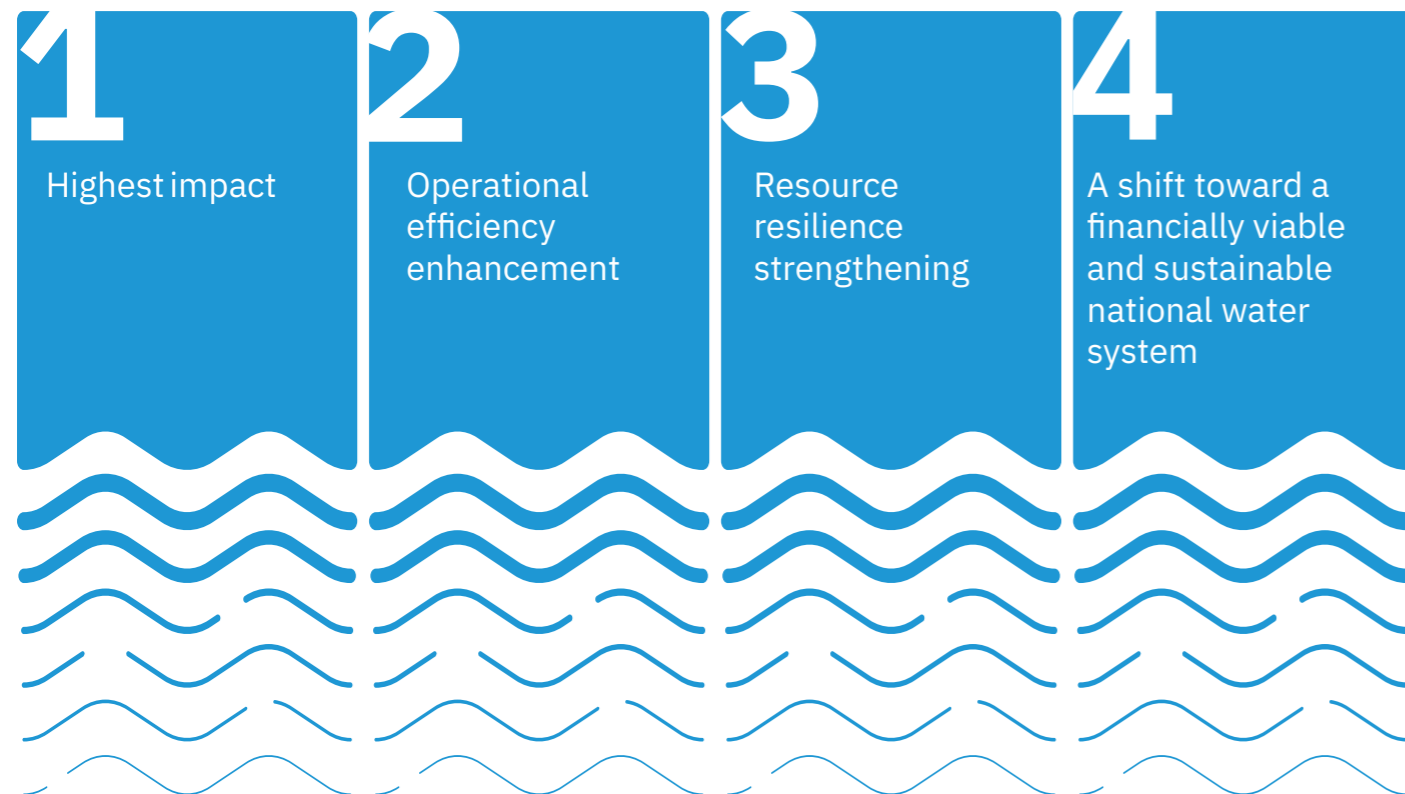 1
Highest impact
2
Operational
efficiency
enhancement
3
Resource
resilience
strengthening
4
A shift toward a
financially viable
and sustainable
national water
system